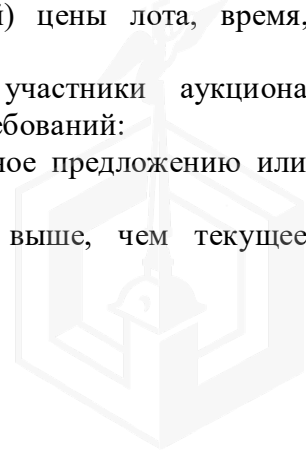 й) цены лота, время,
участники аукциона
ебований:
ное предложению или
выше, чем текущее